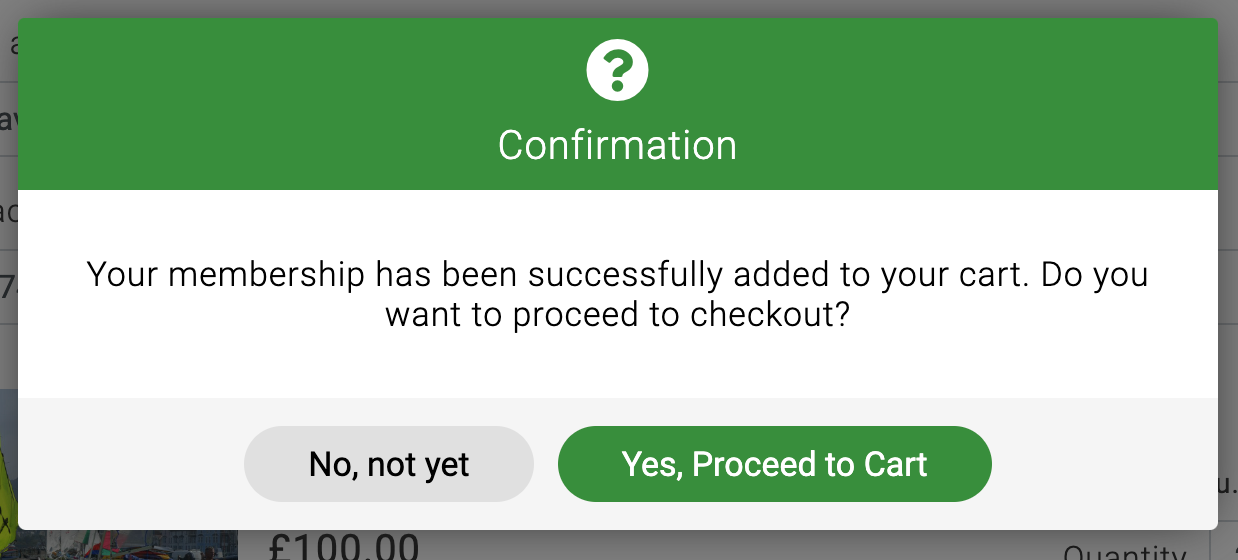 Confirmation
Your membership has been successfully added to your cart. Do you
want to proceed to checkout?
No, not yet
Yes, Proceed to Cart
£100.00
Quantity